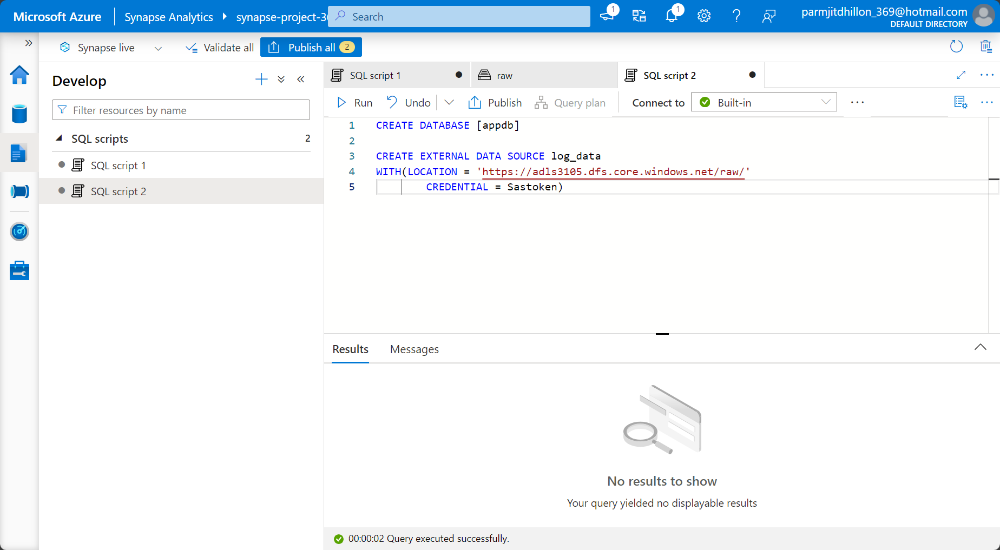 Microsoft Azure
Synapse Analytics
synapse-project-3
Search
1
1
parmjitdhillon_369@hotmail.com
DEFAULT DIRECTORY
Synapse live
Validate all
Publish all 2
Develop
Filter resources by name
SQL scripts 2
SQL script 1
SQL script 2
SQL script 1
raw
SQL script 2
Run
Undo
Publish
Query plan
Connect to
Built-in
1 CREATE DATABASE [appdb]
2
3 CREATE EXTERNAL DATA SOURCE log_data
4 WITH(LOCATION = 'https://adls3105.dfs.core.windows.net/raw/'
5 CREDENTIAL = Sastoken)
Results
Messages
No results to show
Your query yielded no displayable results
00:00:02 Query executed successfully.